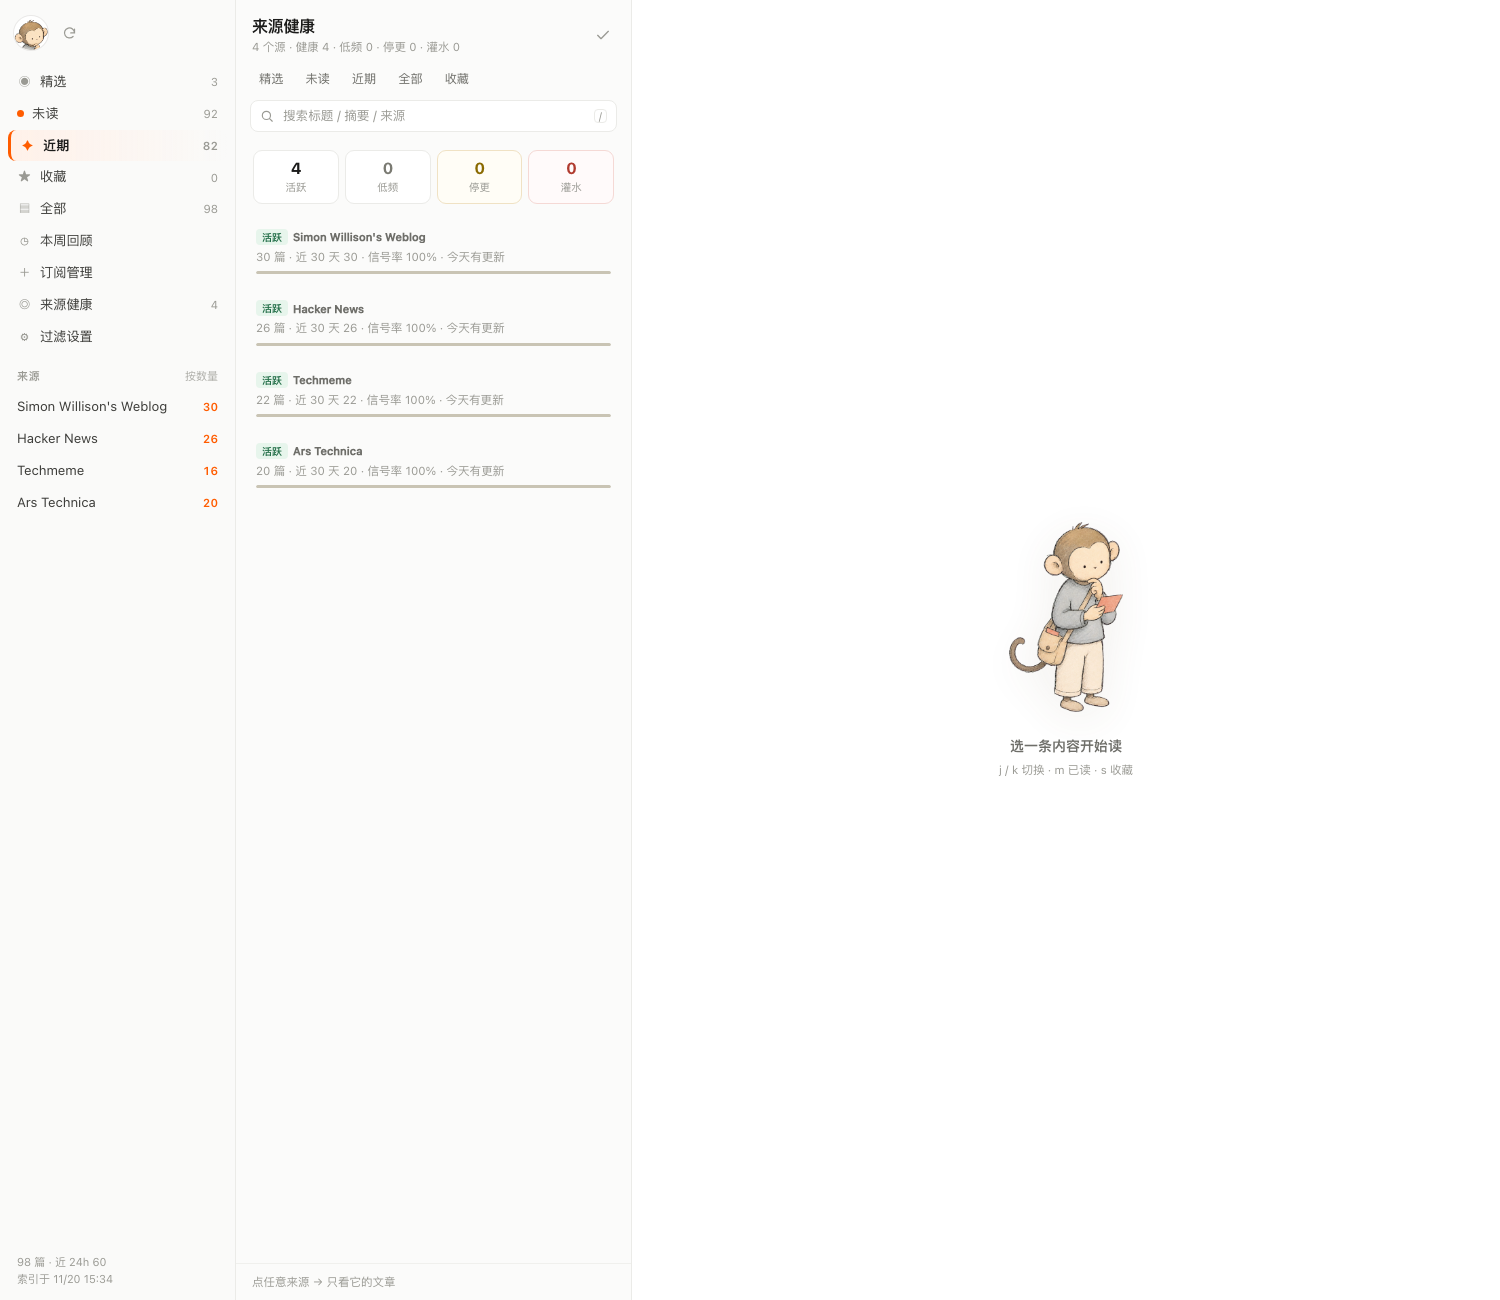 精选 3
未读 92
近期 82
收藏 0
全部 98
本周回顾
订阅管理
来源健康 4
过滤设置
来源 按数量
Simon Willison's Weblog 30
Hacker News 26
Techmeme 16
Ars Technica 20
98 篇 · 近 24h 60
索引于 11/20 15:34
来源健康
4 个源 · 健康 4 · 低频 0 · 停更 0 · 灌水 0
精选 未读 近期 全部 收藏
搜索标题 / 摘要 / 来源 /
4 0 0 0
活跃 低频 停更 灌水
活跃 Simon Willison's Weblog
30 篇 · 近 30 天 30 · 信号率 100% · 今天有更新
活跃 Hacker News
26 篇 · 近 30 天 26 · 信号率 100% · 今天有更新
活跃 Techmeme
22 篇 · 近 30 天 22 · 信号率 100% · 今天有更新
活跃 Ars Technica
20 篇 · 近 30 天 20 · 信号率 100% · 今天有更新
点任意来源 → 只看它的文章
选一条内容开始读
j / k 切换 · m 已读 · s 收藏